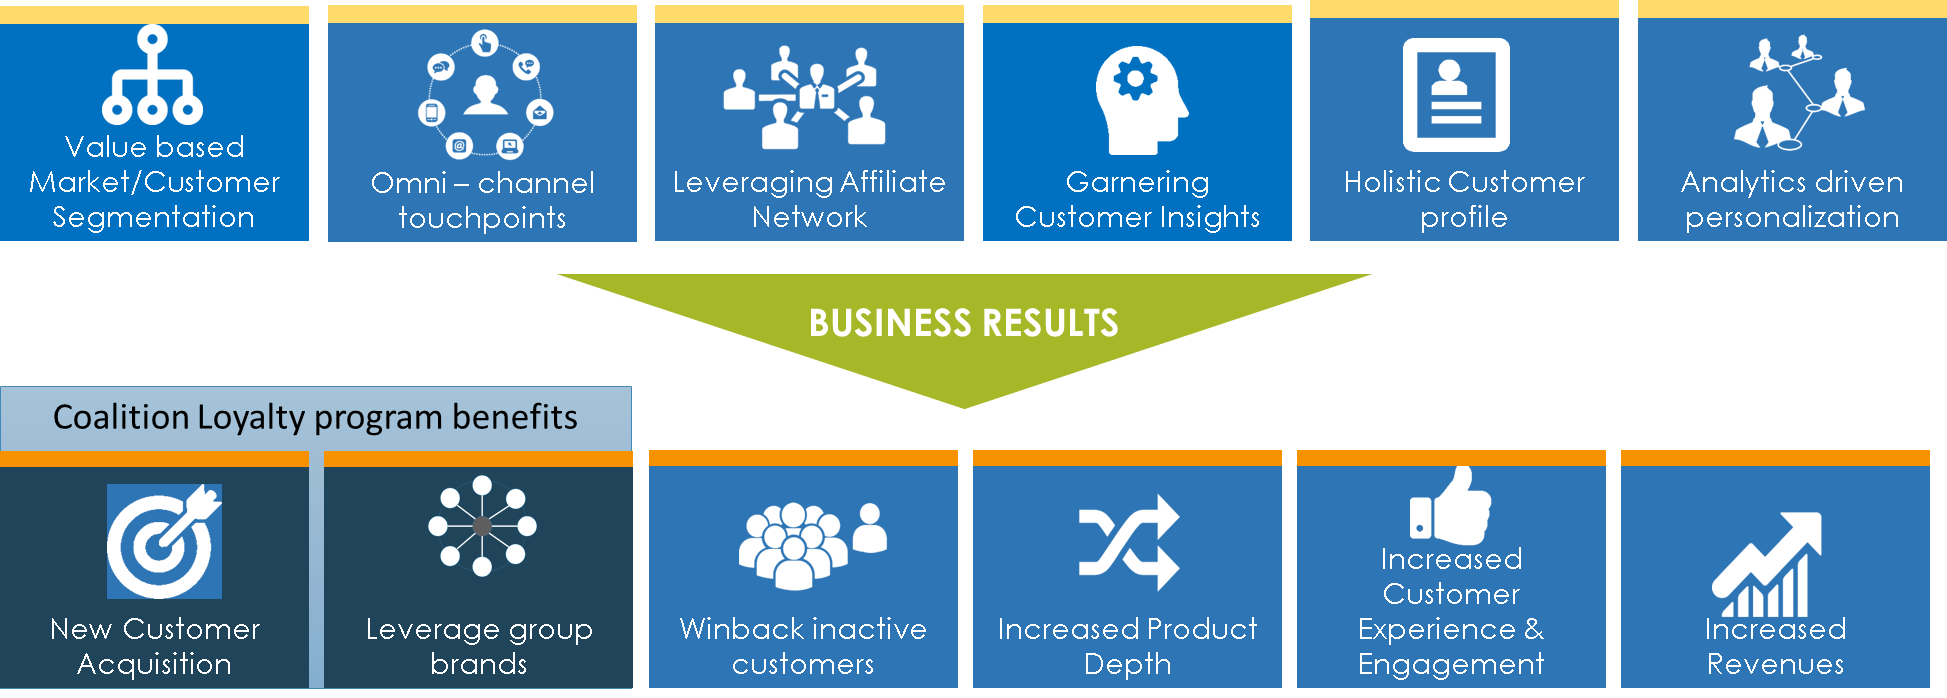 Value based
Market/Customer
Segmentation
Omni – channel
touchpoints
Leveraging Affiliate
Network
Garnering
Customer Insights
Holistic Customer
profile
Analytics driven
personalization
BUSINESS RESULTS
Coalition Loyalty program benefits
New Customer
Acquisition
Leverage group
brands
Winback inactive
customers
Increased Product
Depth
Increased
Customer
Experience &
Engagement
Increased
Revenues